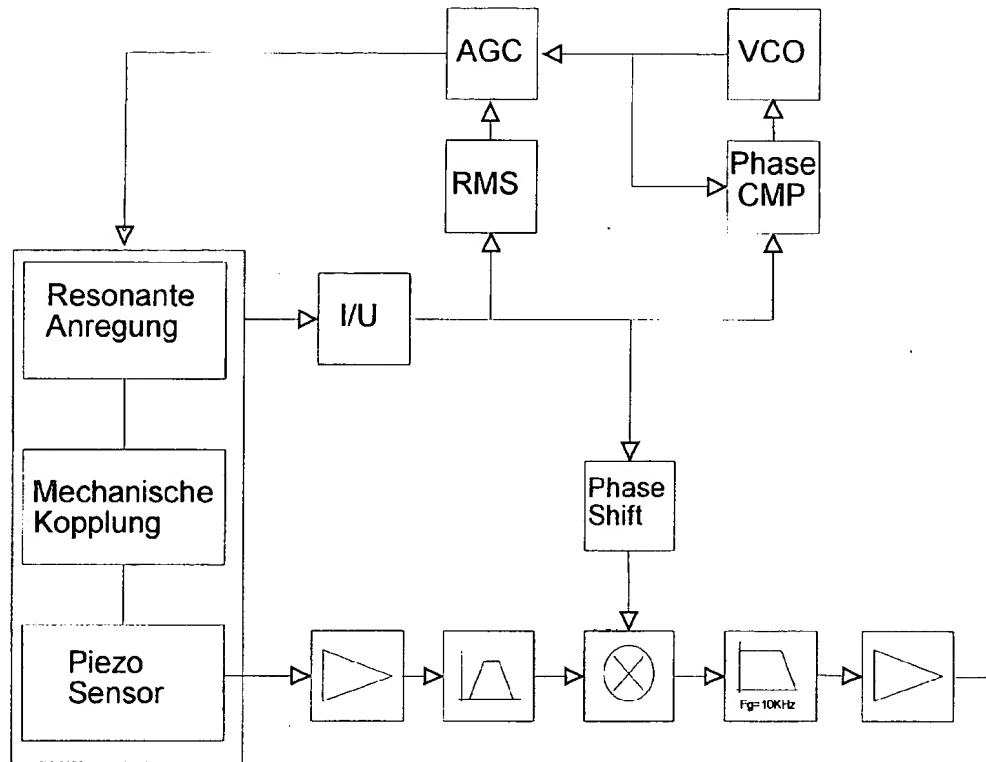 AGC
VCO
RMS
Phase
CMP
Resonante
Anregung
I/U
Mechanische
Kopplung
Phase
Shift
Piezo
Sensor
Fg=10KHz